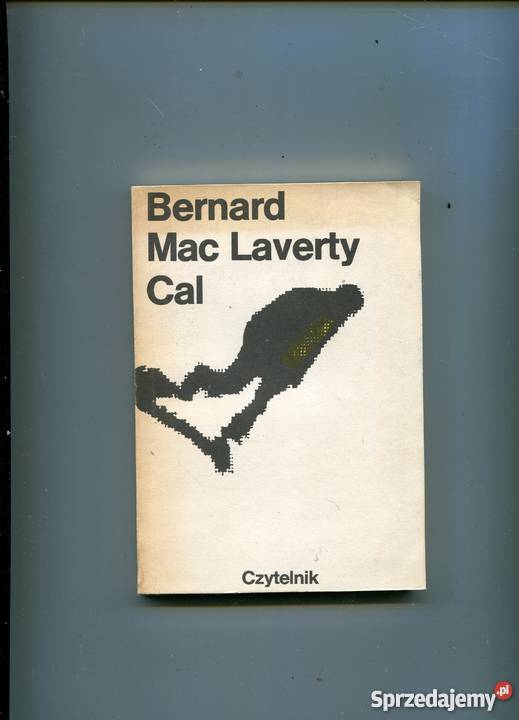 Bernard
Mac Laverty
Cal
Czytelnik
Sprzedajemy.pl